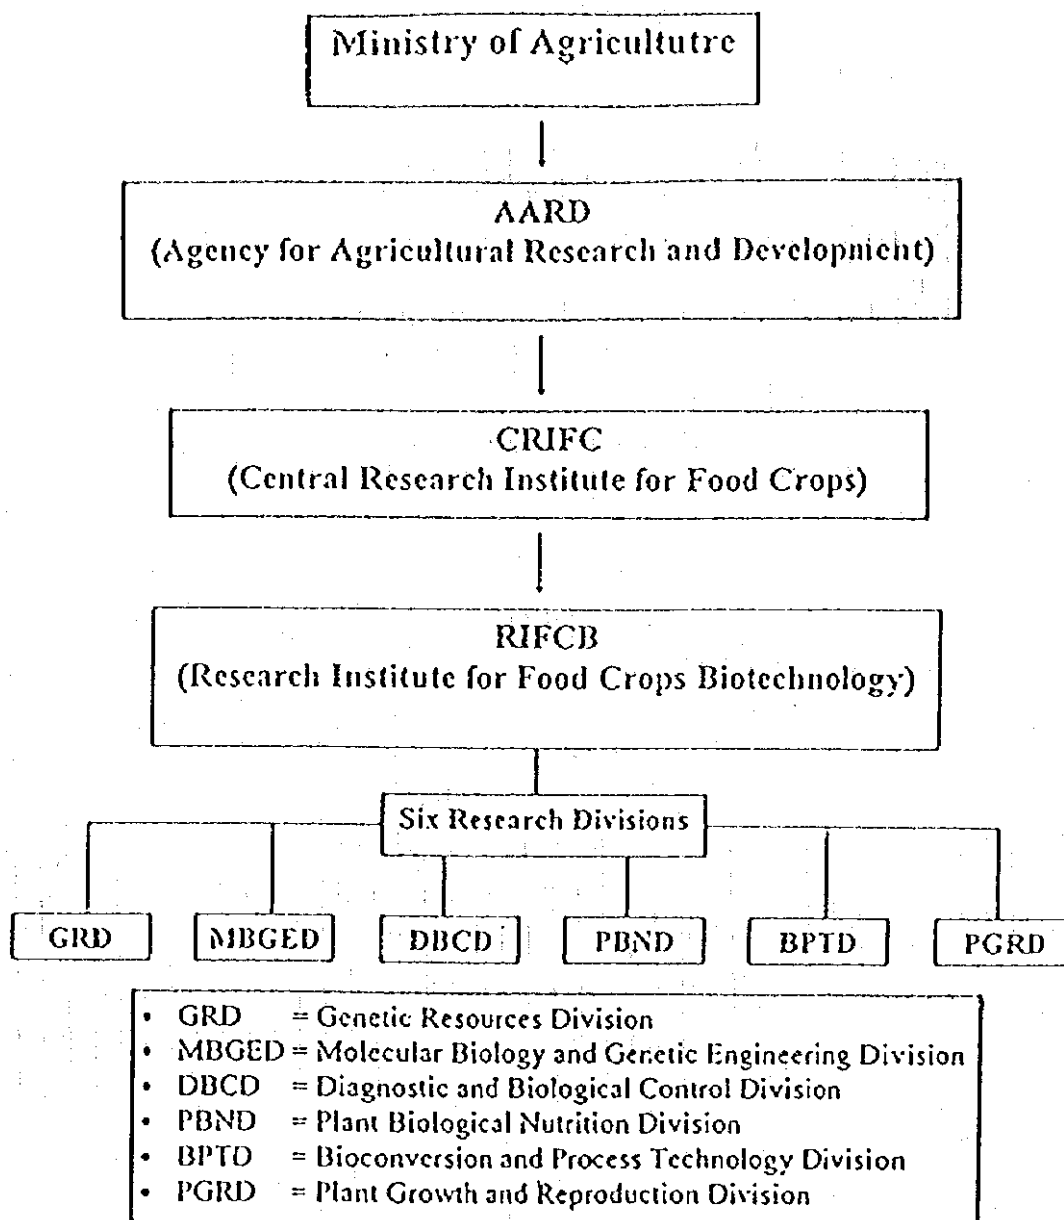 Ministry of Agricultutre
AARD
(Agency for Agricultural Research and Development)
CRIFC
(Central Research Institute for Food Crops)
RIFCB
(Research Institute for Food Crops Biotechnology)
Six Research Divisions
GRD MBGED DBCD PBND BPTD PGRD
• GRD = Genetic Resources Division
• MBGED = Molecular Biology and Genetic Engineering Division
• DBCD = Diagnostic and Biological Control Division
• PBND = Plant Biological Nutrition Division
• BPTD = Bioconversion and Process Technology Division
• PGRD = Plant Growth and Reproduction Division